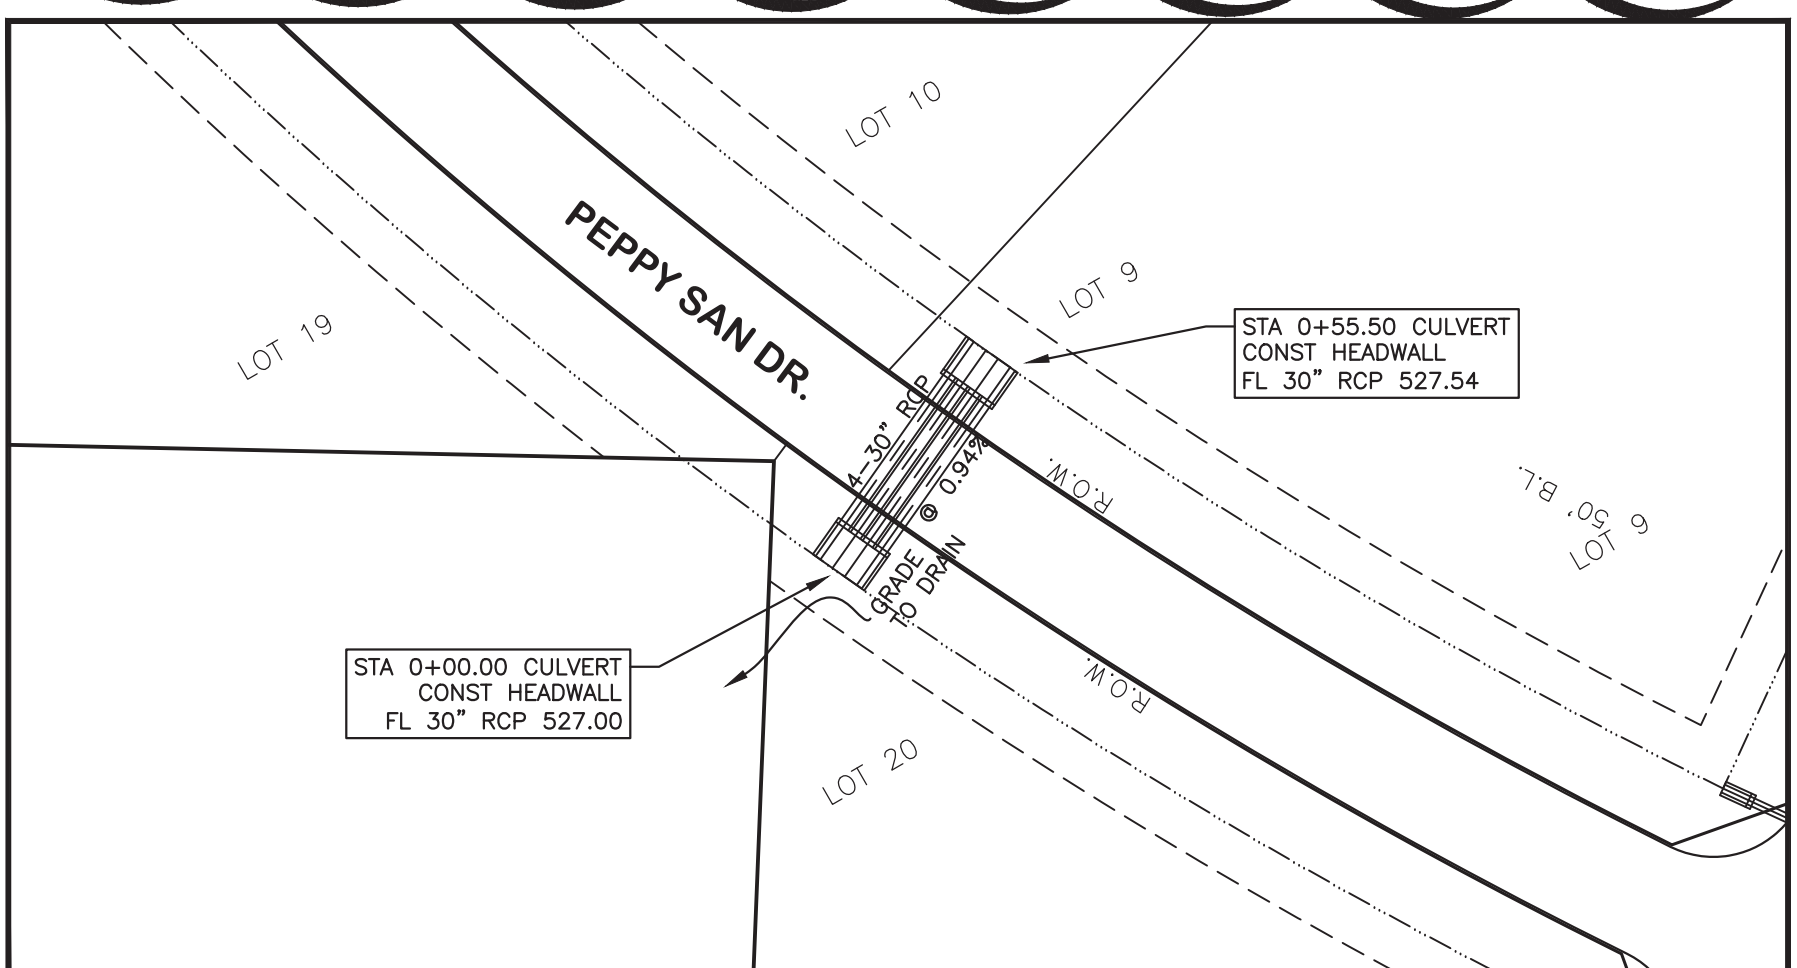 LOT 10
PEPPY SAN DR.
LOT 9
LOT 19
STA 0+55.50 CULVERT
CONST HEADWALL
FL 30" RCP 527.54
4-30" RCP
@ 0.94%
R.O.W.
50' B.L.
LOT 6
GRADE
TO DRAIN
STA 0+00.00 CULVERT
CONST HEADWALL
FL 30" RCP 527.00
R.O.W.
LOT 20